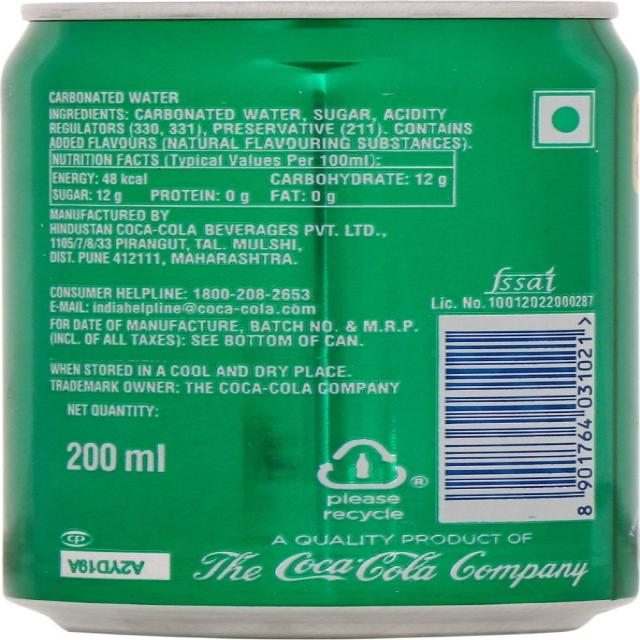 CARBONATED WATER
INGREDIENTS: CARBONATED WATER, SUGAR, ACIDITY
REGULATORS (330, 331), PRESERVATIVE (211). CONTAINS
ADDED FLAVOURS (NATURAL FLAVOURING SUBSTANCES).
NUTRITION FACTS (Typical Values Per 100ml):
ENERGY: 48 kcal CARBOHYDRATE: 12 g
SUGAR: 12 g PROTEIN: 0 g FAT: 0 g
MANUFACTURED BY
HINDUSTAN COCA-COLA BEVERAGES PVT. LTD.,
1105/7/8/33 PIRANGUT, TAL. MULSHI,
DIST. PUNE 412111, MAHARASHTRA.
fssai
Lic. No. 10012022000287
CONSUMER HELPLINE: 1800-208-2653
E-MAIL: indiahelpline@coca-cola.com
FOR DATE OF MANUFACTURE, BATCH NO. & M.R.P.
(INCL. OF ALL TAXES): SEE BOTTOM OF CAN.
WHEN STORED IN A COOL AND DRY PLACE.
TRADEMARK OWNER: THE COCA-COLA COMPANY
NET QUANTITY:
200 ml
8 901764 031021 >
please
recycle
®
A2YD19A
A QUALITY PRODUCT OF
The Coca-Cola Company